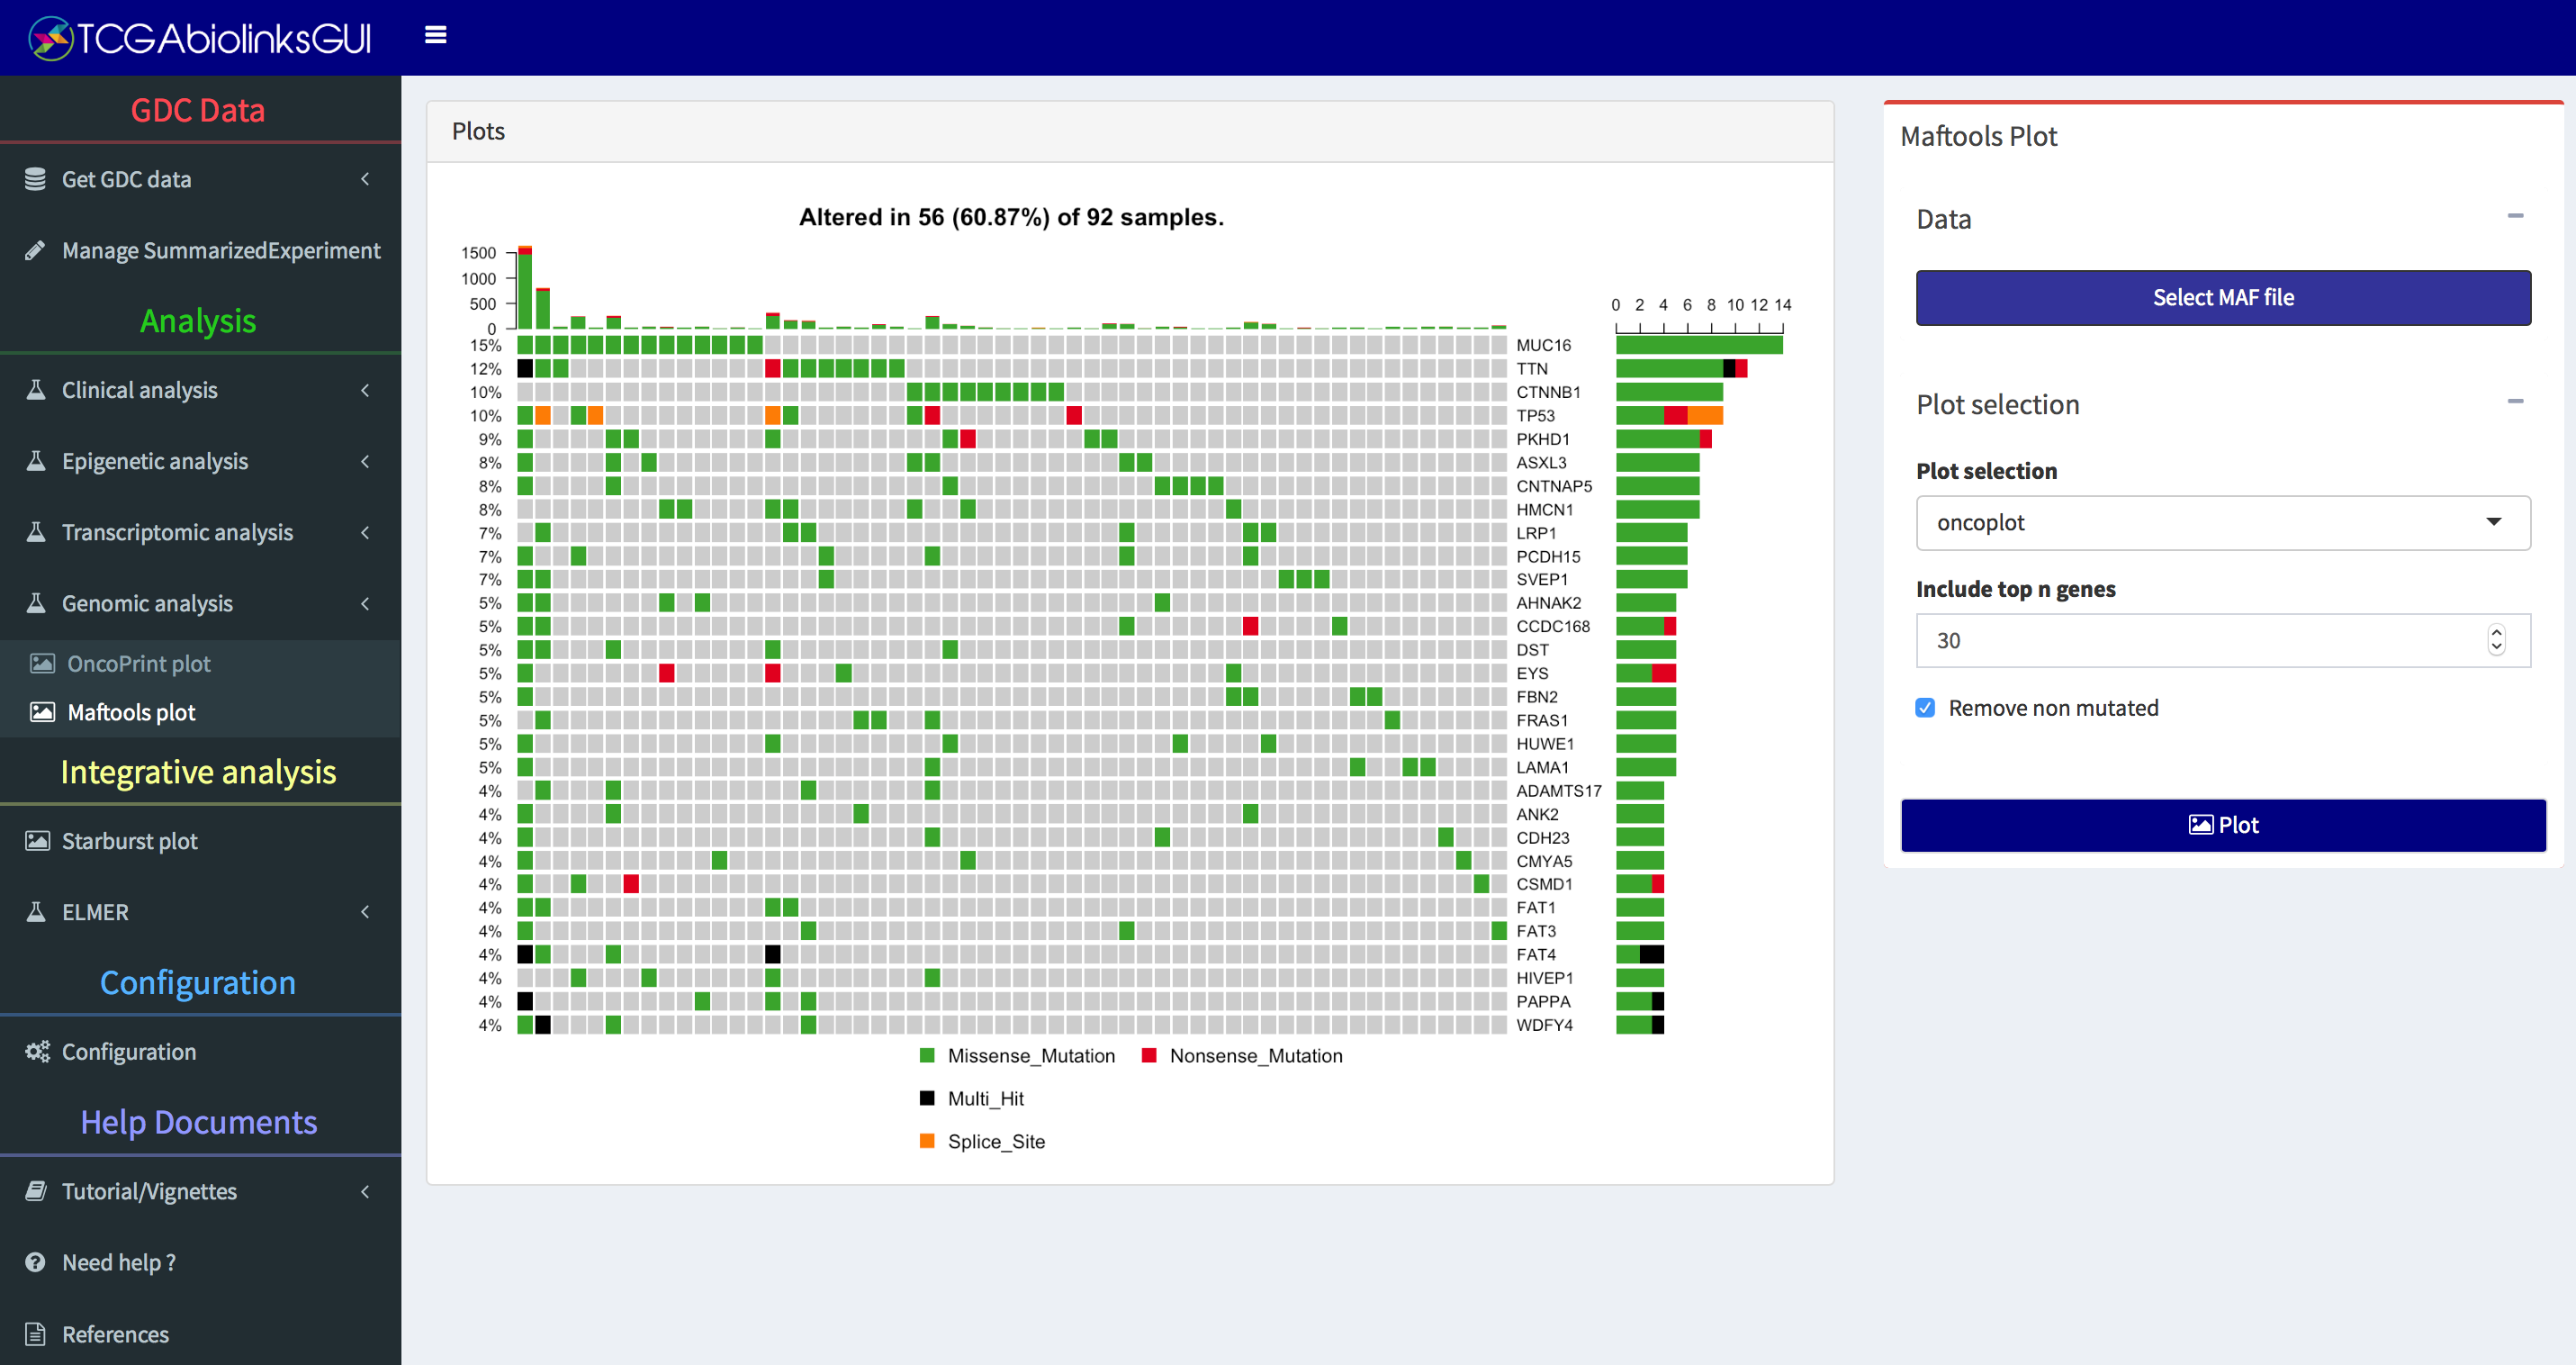 TCGAbiolinksGUI
GDC Data
Get GDC data
Manage SummarizedExperiment
Analysis
Clinical analysis
Epigenetic analysis
Transcriptomic analysis
Genomic analysis
OncoPrint plot
Maftools plot
Integrative analysis
Starburst plot
ELMER
Configuration
Configuration
Help Documents
Tutorial/Vignettes
Need help ?
References
Plots
Altered in 56 (60.87%) of 92 samples.
1500
1000
500
0
0 2 4 6 8 10 12 14
15% MUC16
12% TTN
10% CTNNB1
10% TP53
9% PKHD1
8% ASXL3
8% CNTNAP5
8% HMCN1
7% LRP1
7% PCDH15
7% SVEP1
5% AHNAK2
5% CCDC168
5% DST
5% EYS
5% FBN2
5% FRAS1
5% HUWE1
5% LAMA1
4% ADAMTS17
4% ANK2
4% CDH23
4% CMYA5
4% CSMD1
4% FAT1
4% FAT3
4% FAT4
4% HIVEP1
4% PAPPA
4% WDFY4
Missense_Mutation Nonsense_Mutation
Multi_Hit
Splice_Site
Maftools Plot
Data
Select MAF file
Plot selection
Plot selection
oncoplot
Include top n genes
30
Remove non mutated
Plot